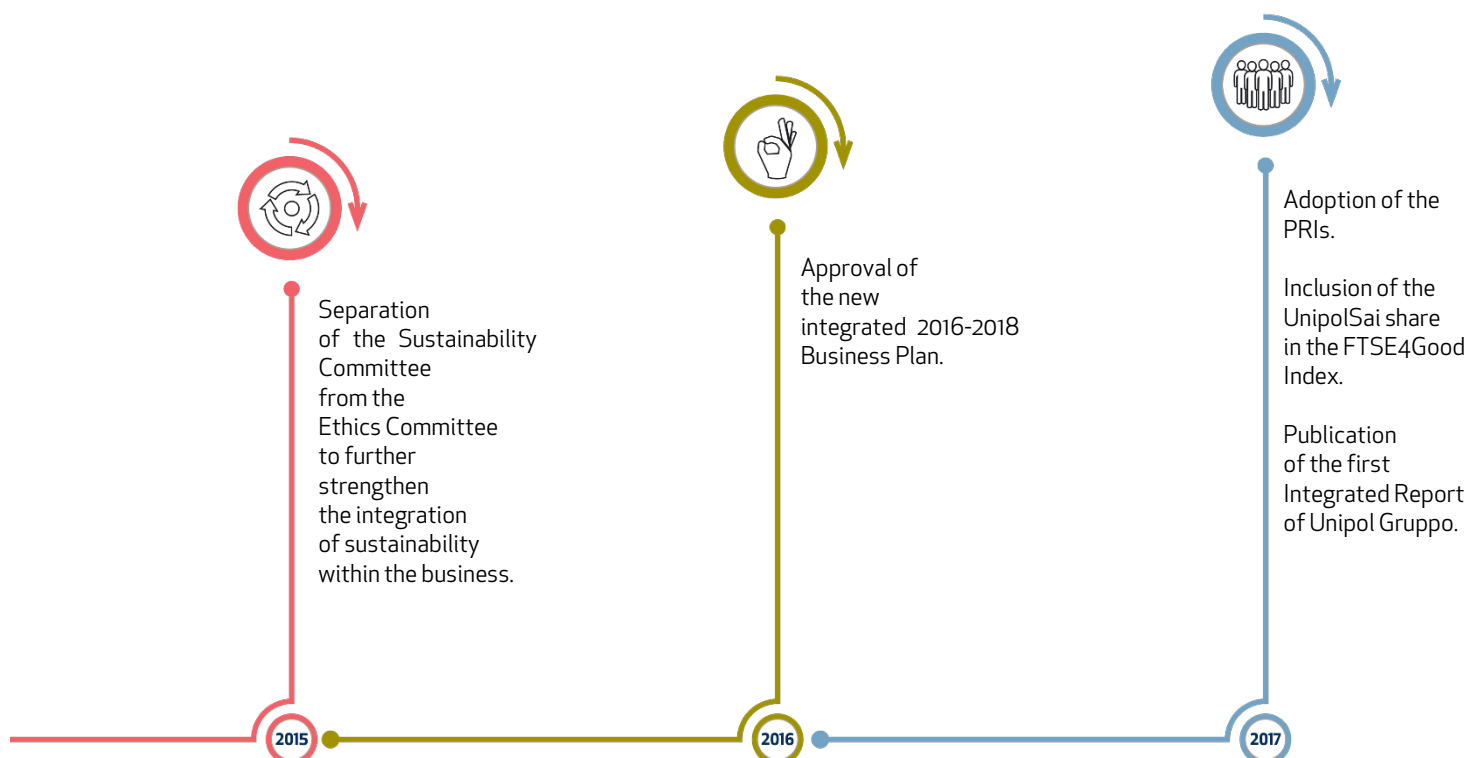 Separation
of the Sustainability
Committee
from the
Ethics Committee
to further
strengthen
the integration
of sustainability
within the business.
Approval of
the new
integrated 2016-2018
Business Plan.
Adoption of the
PRIs.
Inclusion of the
UnipolSai share
in the FTSE4Good
Index.
Publication
of the first
Integrated Report
of Unipol Gruppo.
2015
2016
2017